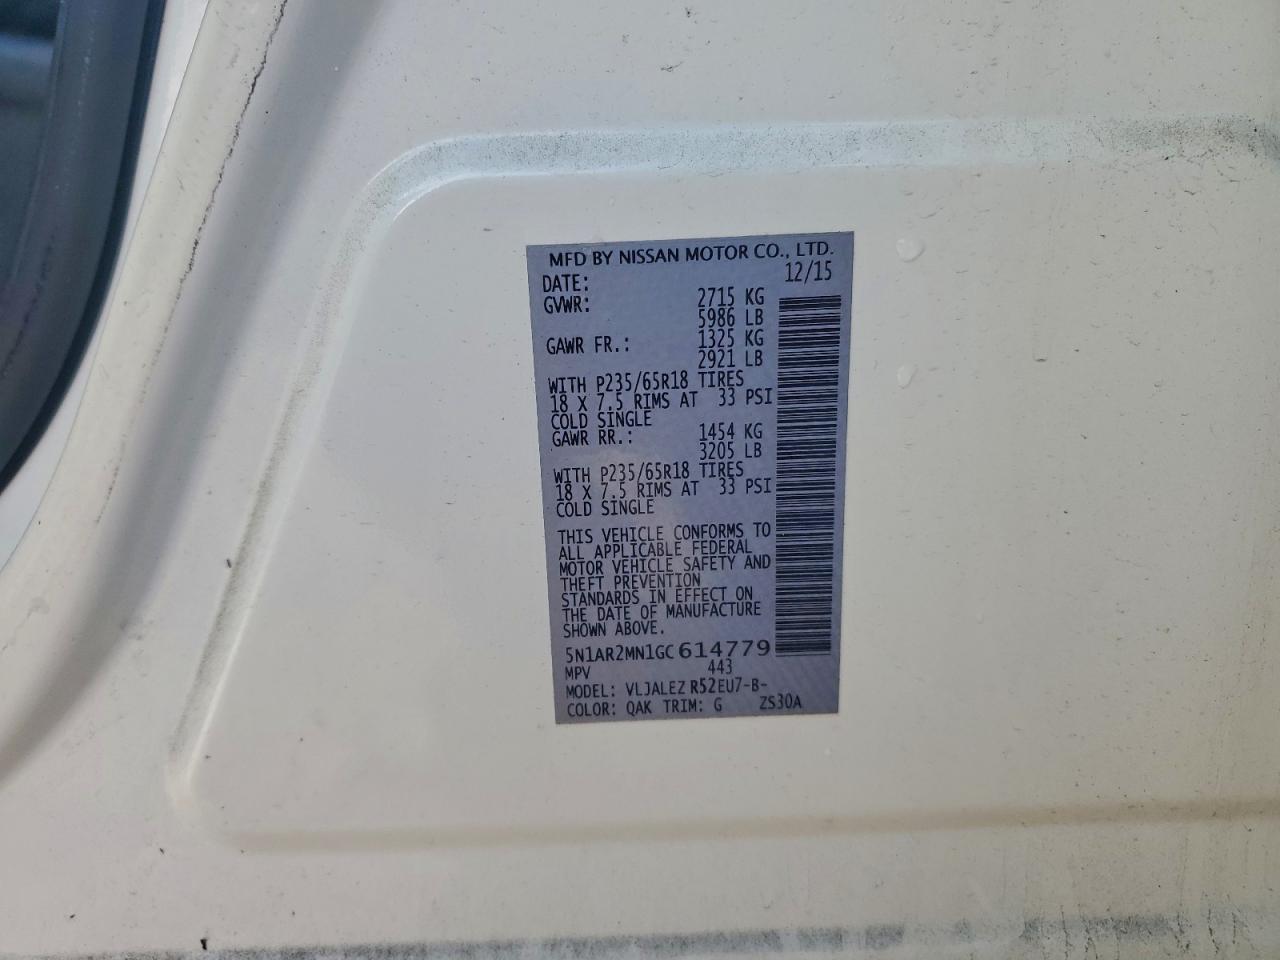 MFD BY NISSAN MOTOR CO., LTD.
DATE: 12/15
GVWR: 2715 KG
5986 LB
GAWR FR.: 1325 KG
2921 LB
WITH P235/65R18 TIRES
18 X 7.5 RIMS AT 33 PSI
COLD SINGLE
GAWR RR.: 1454 KG
3205 LB
WITH P235/65R18 TIRES
18 X 7.5 RIMS AT 33 PSI
COLD SINGLE
THIS VEHICLE CONFORMS TO
ALL APPLICABLE FEDERAL
MOTOR VEHICLE SAFETY AND
THEFT PREVENTION
STANDARDS IN EFFECT ON
THE DATE OF MANUFACTURE
SHOWN ABOVE.
5N1AR2MN1GC614779
MPV 443
MODEL: VLJALEZ R52EU7-B-
COLOR: QAK TRIM: G ZS30A